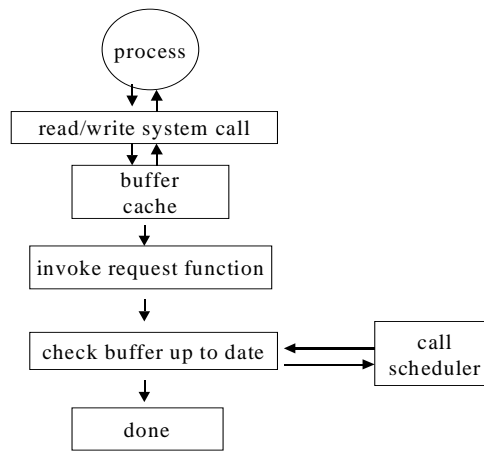 process
read/write system call
buffer
cache
invoke request function
check buffer up to date
call
scheduler
done